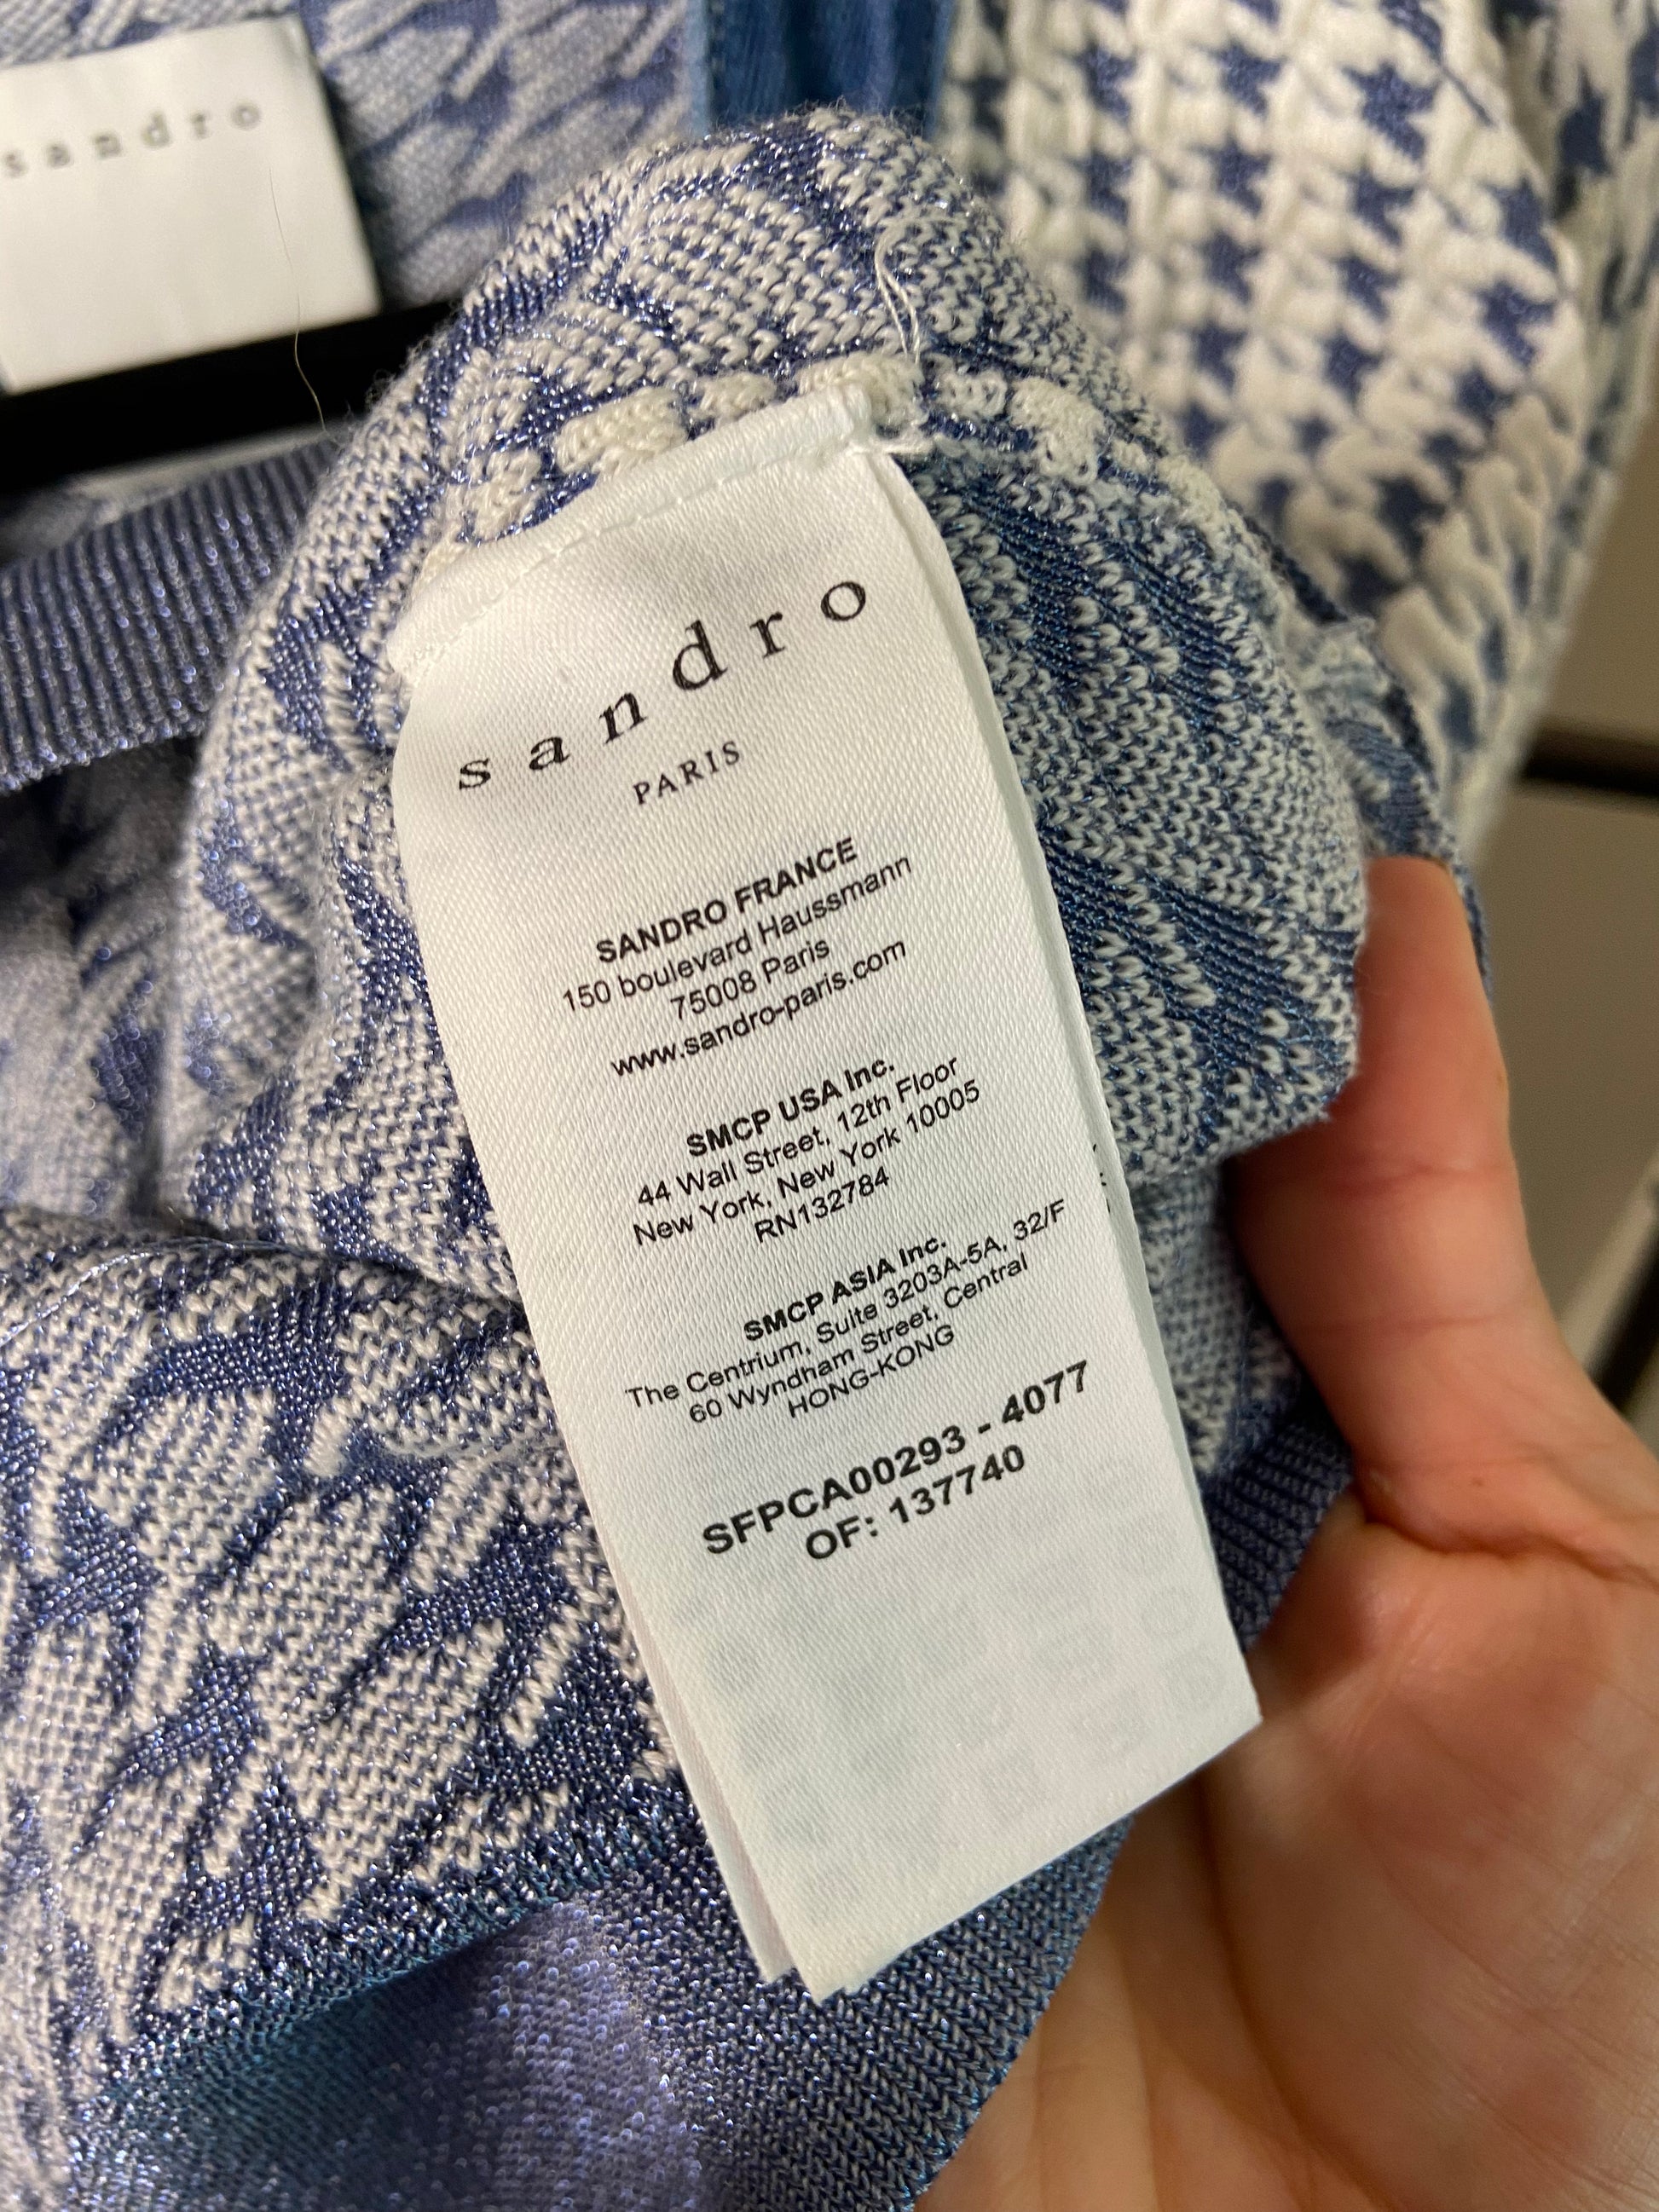 sandro
sandro
PARIS
SANDRO FRANCE
150 boulevard Haussmann
75008 Paris
www.sandro-paris.com
SMCP USA Inc.
44 Wall Street, 12th Floor
New York, New York 10005
RN132784
SMCP ASIA Inc.
The Centrium, Suite 3203A-5A, 32/F
60 Wyndham Street, Central
HONG-KONG
SFPCA00293 - 4077
OF: 137740